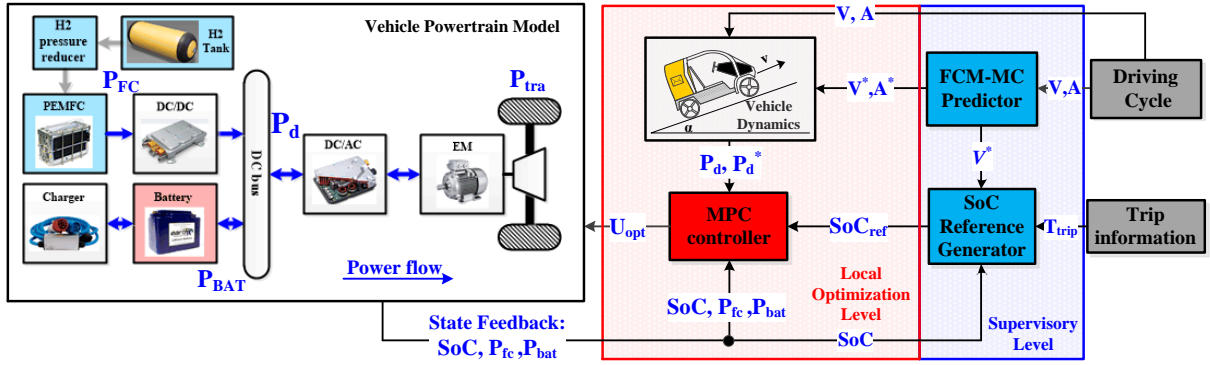 Vehicle Powertrain Model
H2
pressure
reducer
H2
Tank
P_FC
PEMFC
DC/DC
P_d
DC bus
DC/AC
EM
P_tra
Charger
Battery
P_BAT
Power flow
State Feedback:
SoC, P_fc ,P_bat
U_opt
V, A
v
α
Vehicle
Dynamics
V*,A*
P_d, P_d*
MPC
controller
SoC_ref
SoC, P_fc ,P_bat
Local
Optimization
Level
SoC
FCM-MC
Predictor
V,A
Driving
Cycle
V*
SoC
Reference
Generator
T_trip
Trip
information
Supervisory
Level